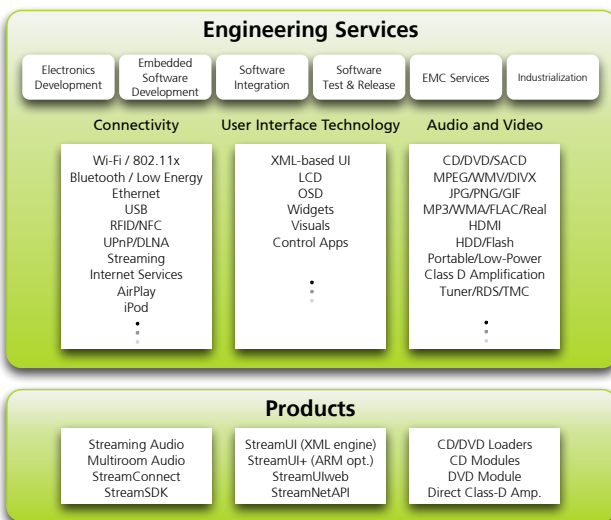 Engineering Services
Electronics
Development
Embedded
Software
Development
Software
Integration
Software
Test & Release
EMC Services
Industrialization
Connectivity
Wi-Fi / 802.11x
Bluetooth / Low Energy
Ethernet
USB
RFID/NFC
UPnP/DLNA
Streaming
Internet Services
AirPlay
iPod
User Interface Technology
XML-based UI
LCD
OSD
Widgets
Visuals
Control Apps
Audio and Video
CD/DVD/SACD
MPEG/WMV/DIVX
JPG/PNG/GIF
MP3/WMA/FLAC/Real
HDMI
HDD/Flash
Portable/Low-Power
Class D Amplification
Tuner/RDS/TMC
Products
Streaming Audio
Multiroom Audio
StreamConnect
StreamSDK
StreamUI (XML engine)
StreamUI+ (ARM opt.)
StreamUIweb
StreamNetAPI
CD/DVD Loaders
CD Modules
DVD Module
Direct Class-D Amp.